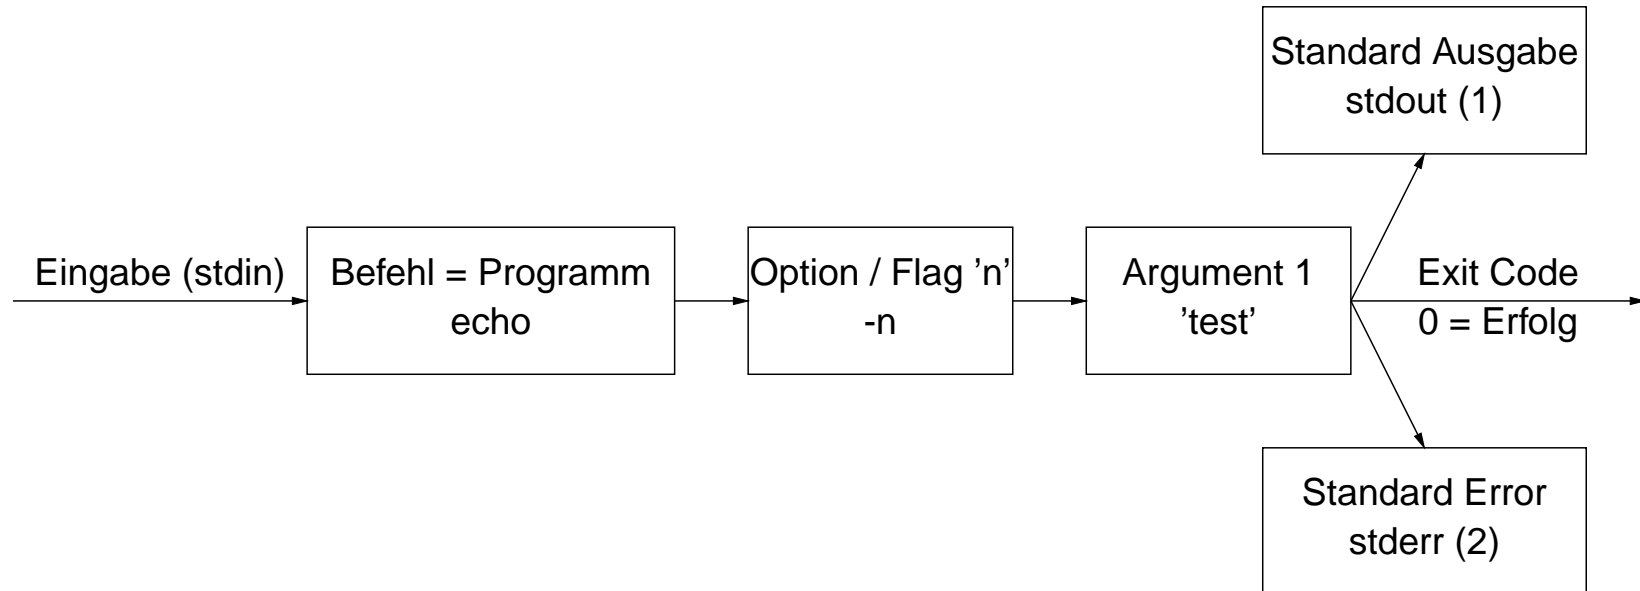 Standard Ausgabe
stdout (1)
Eingabe (stdin)
Befehl = Programm
echo
Option / Flag ’n’
-n
Argument 1
’test’
Exit Code
0 = Erfolg
Standard Error
stderr (2)